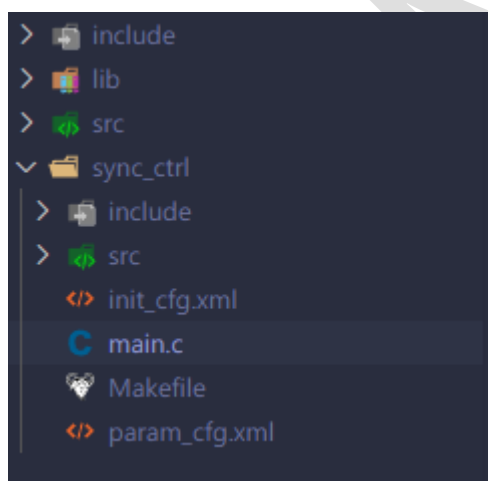 include
lib
src
sync_ctrl
include
src
init_cfg.xml
main.c
Makefile
param_cfg.xml